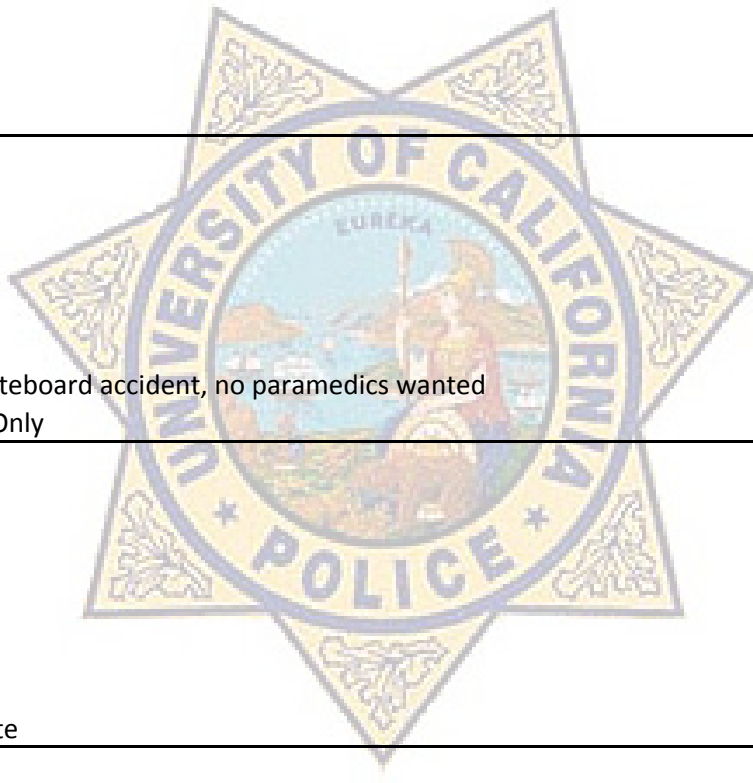 UNIVERSITY OF CALIFORNIA
EUREKA
teboard accident, no paramedics wanted
Only
POLICE
te